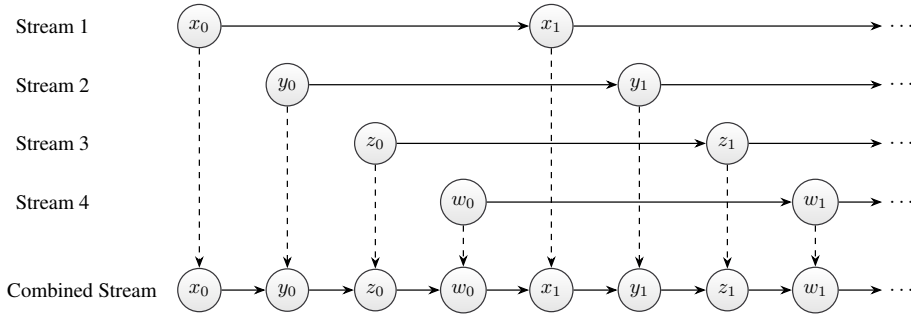 Stream 1 x₀ x₁ ...
Stream 2 y₀ y₁ ...
Stream 3 z₀ z₁ ...
Stream 4 w₀ w₁ ...
Combined Stream x₀ y₀ z₀ w₀ x₁ y₁ z₁ w₁ ...